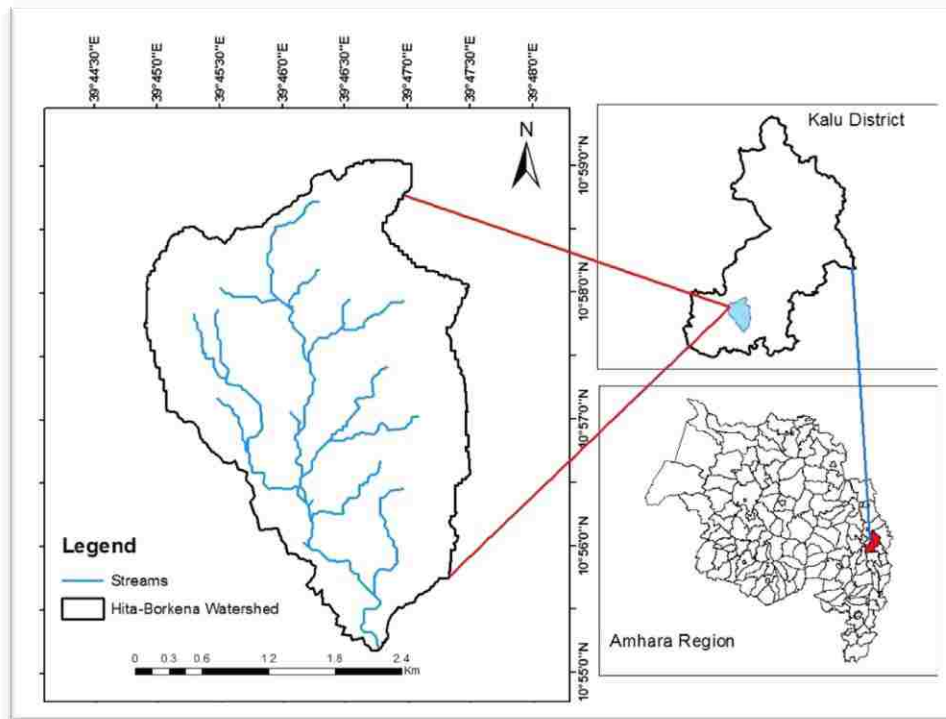 39°44'30"E
39°45'0"E
39°45'30"E
39°46'0"E
39°46'30"E
39°47'0"E
39°47'30"E
39°48'0"E
N
10°59'0"N
10°58'0"N
10°57'0"N
10°56'0"N
10°55'0"N
Legend
Streams
Hita-Borkena Watershed
0 0.3 0.6 1.2 1.8 2.4
Km
Kalu District
Amhara Region